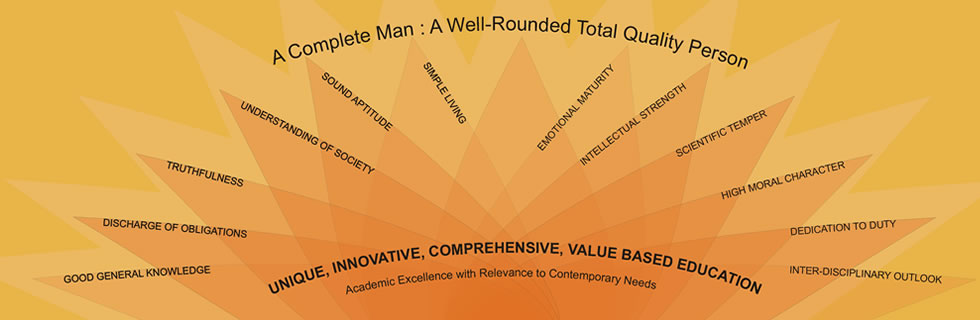 A Complete Man : A Well-Rounded Total Quality Person
GOOD GENERAL KNOWLEDGE
DISCHARGE OF OBLIGATIONS
TRUTHFULNESS
UNDERSTANDING OF SOCIETY
SOUND APTITUDE
SIMPLE LIVING
EMOTIONAL MATURITY
INTELLECTUAL STRENGTH
SCIENTIFIC TEMPER
HIGH MORAL CHARACTER
DEDICATION TO DUTY
INTER-DISCIPLINARY OUTLOOK
UNIQUE, INNOVATIVE, COMPREHENSIVE, VALUE BASED EDUCATION
Academic Excellence with Relevance to Contemporary Needs